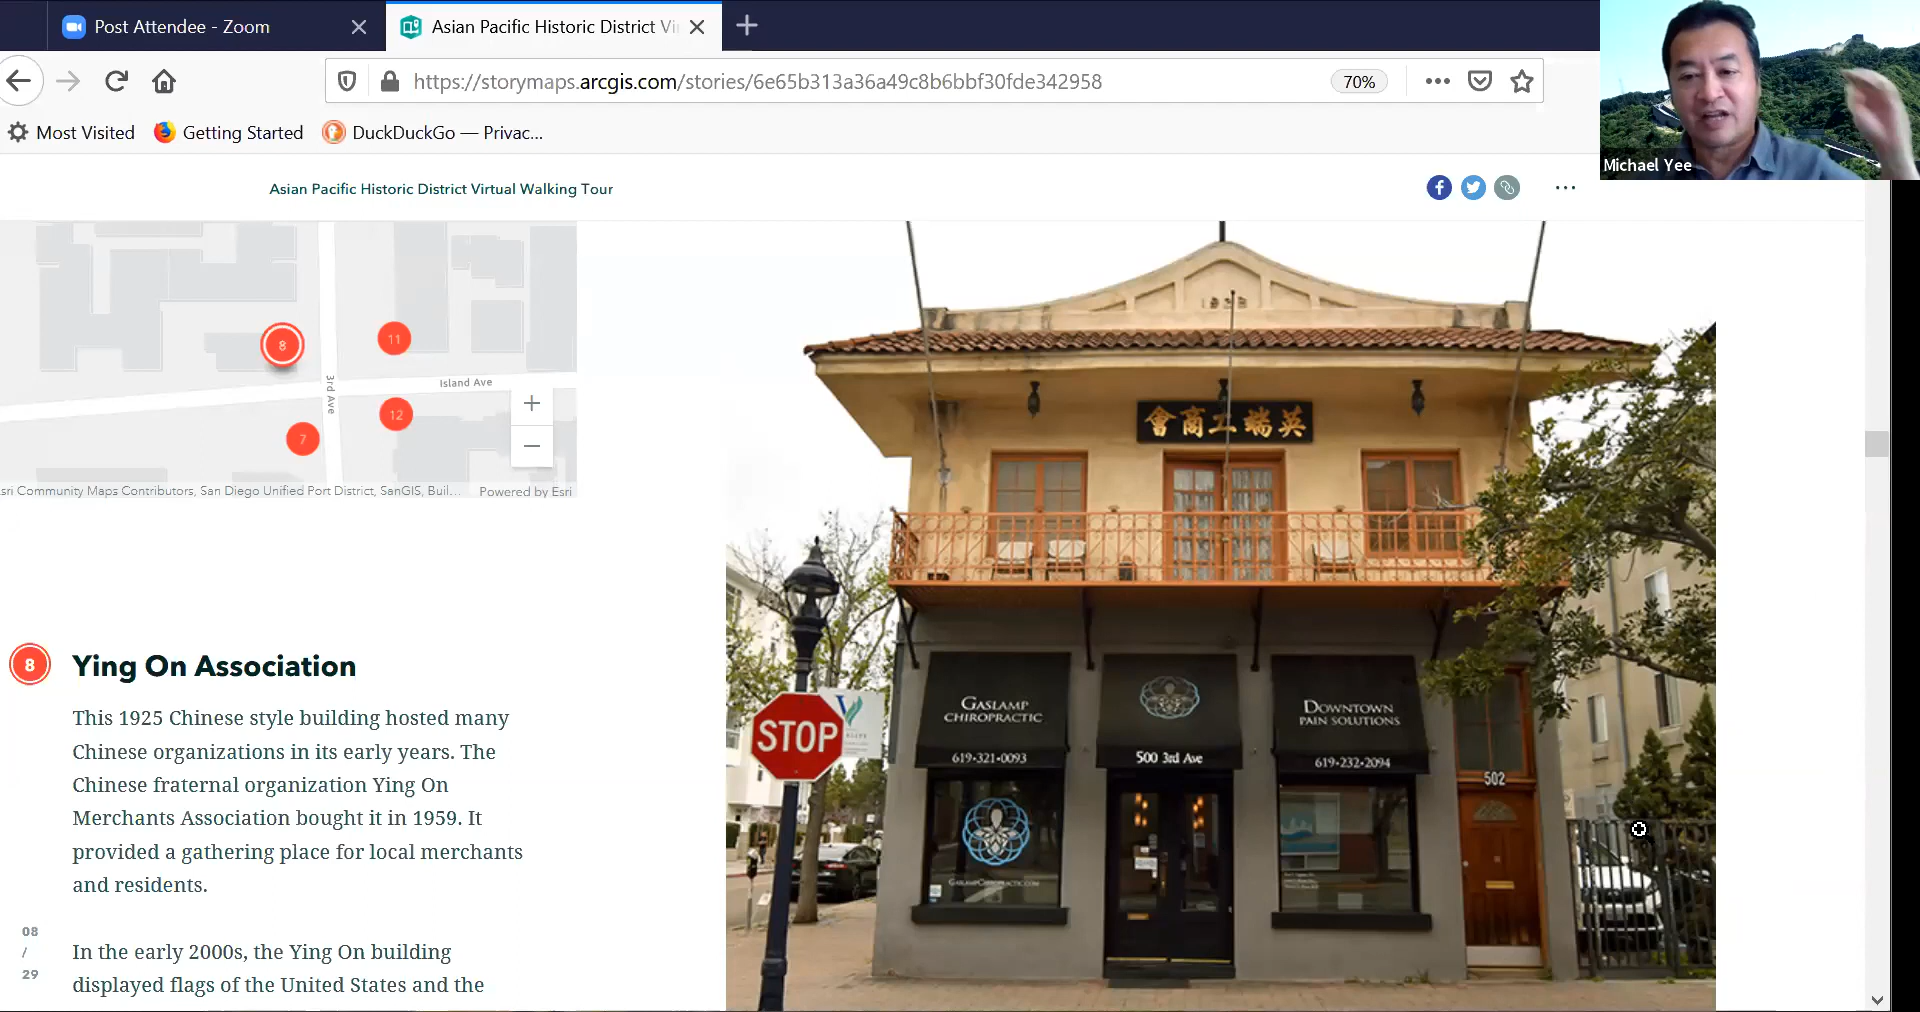 Post Attendee - Zoom
Asian Pacific Historic District Vi
https://storymaps.arcgis.com/stories/6e65b313a36a49c8b6bbf30fde342958
70%
Most Visited
Getting Started
DuckDuckGo — Privac...
Michael Yee
Asian Pacific Historic District Virtual Walking Tour
8
11
3rd Ave
Island Ave
12
7
+
−
sri Community Maps Contributors, San Diego Unified Port District, SanGIS, Buil...
Powered by Esri
8
Ying On Association
This 1925 Chinese style building hosted many
Chinese organizations in its early years. The
Chinese fraternal organization Ying On
Merchants Association bought it in 1959. It
provided a gathering place for local merchants
and residents.
In the early 2000s, the Ying On building
displayed flags of the United States and the
08
/
29
會商工端英
STOP
GASLAMP
CHIROPRACTIC
619·321·0093
500 3rd Ave
DOWNTOWN
PAIN SOLUTIONS
619·232·2094
502
GASLAMPCHIROPRACTIC.COM